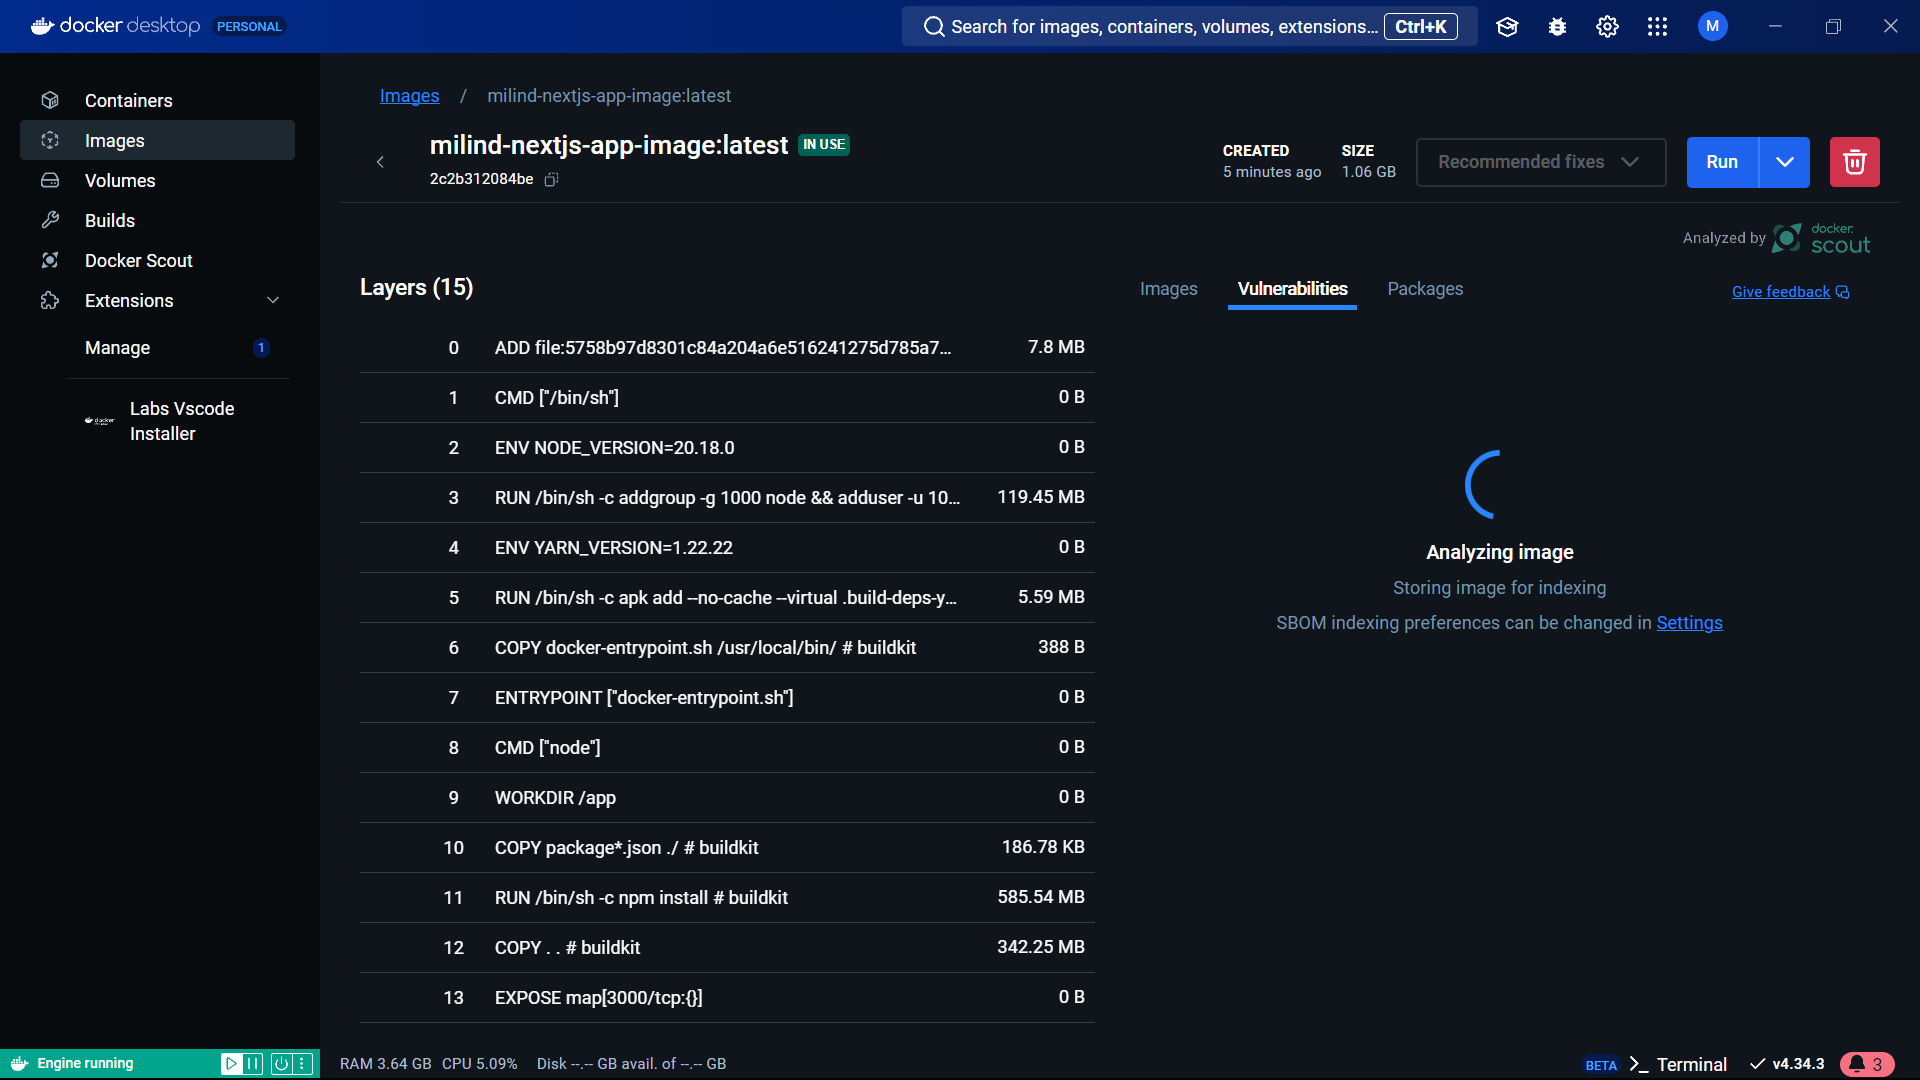 docker desktop PERSONAL
Search for images, containers, volumes, extensions... Ctrl+K
M
Containers
Images
Volumes
Builds
Docker Scout
Extensions
Manage 1
Labs Vscode
Installer
Images / milind-nextjs-app-image:latest
milind-nextjs-app-image:latest IN USE
2c2b312084be
CREATED
5 minutes ago
SIZE
1.06 GB
Recommended fixes
Run
Analyzed by docker scout
Layers (15)
Images Vulnerabilities Packages
Give feedback
0 ADD file:5758b97d8301c84a204a6e516241275d785a7... 7.8 MB
1 CMD ["/bin/sh"] 0 B
2 ENV NODE_VERSION=20.18.0 0 B
3 RUN /bin/sh -c addgroup -g 1000 node && adduser -u 10... 119.45 MB
4 ENV YARN_VERSION=1.22.22 0 B
5 RUN /bin/sh -c apk add --no-cache --virtual .build-deps-y... 5.59 MB
6 COPY docker-entrypoint.sh /usr/local/bin/ # buildkit 388 B
7 ENTRYPOINT ["docker-entrypoint.sh"] 0 B
8 CMD ["node"] 0 B
9 WORKDIR /app 0 B
10 COPY package*.json ./ # buildkit 186.78 KB
11 RUN /bin/sh -c npm install # buildkit 585.54 MB
12 COPY . . # buildkit 342.25 MB
13 EXPOSE map[3000/tcp:{}] 0 B
Analyzing image
Storing image for indexing
SBOM indexing preferences can be changed in Settings
Engine running
RAM 3.64 GB CPU 5.09% Disk --.-- GB avail. of --.-- GB
BETA >_ Terminal v4.34.3 3